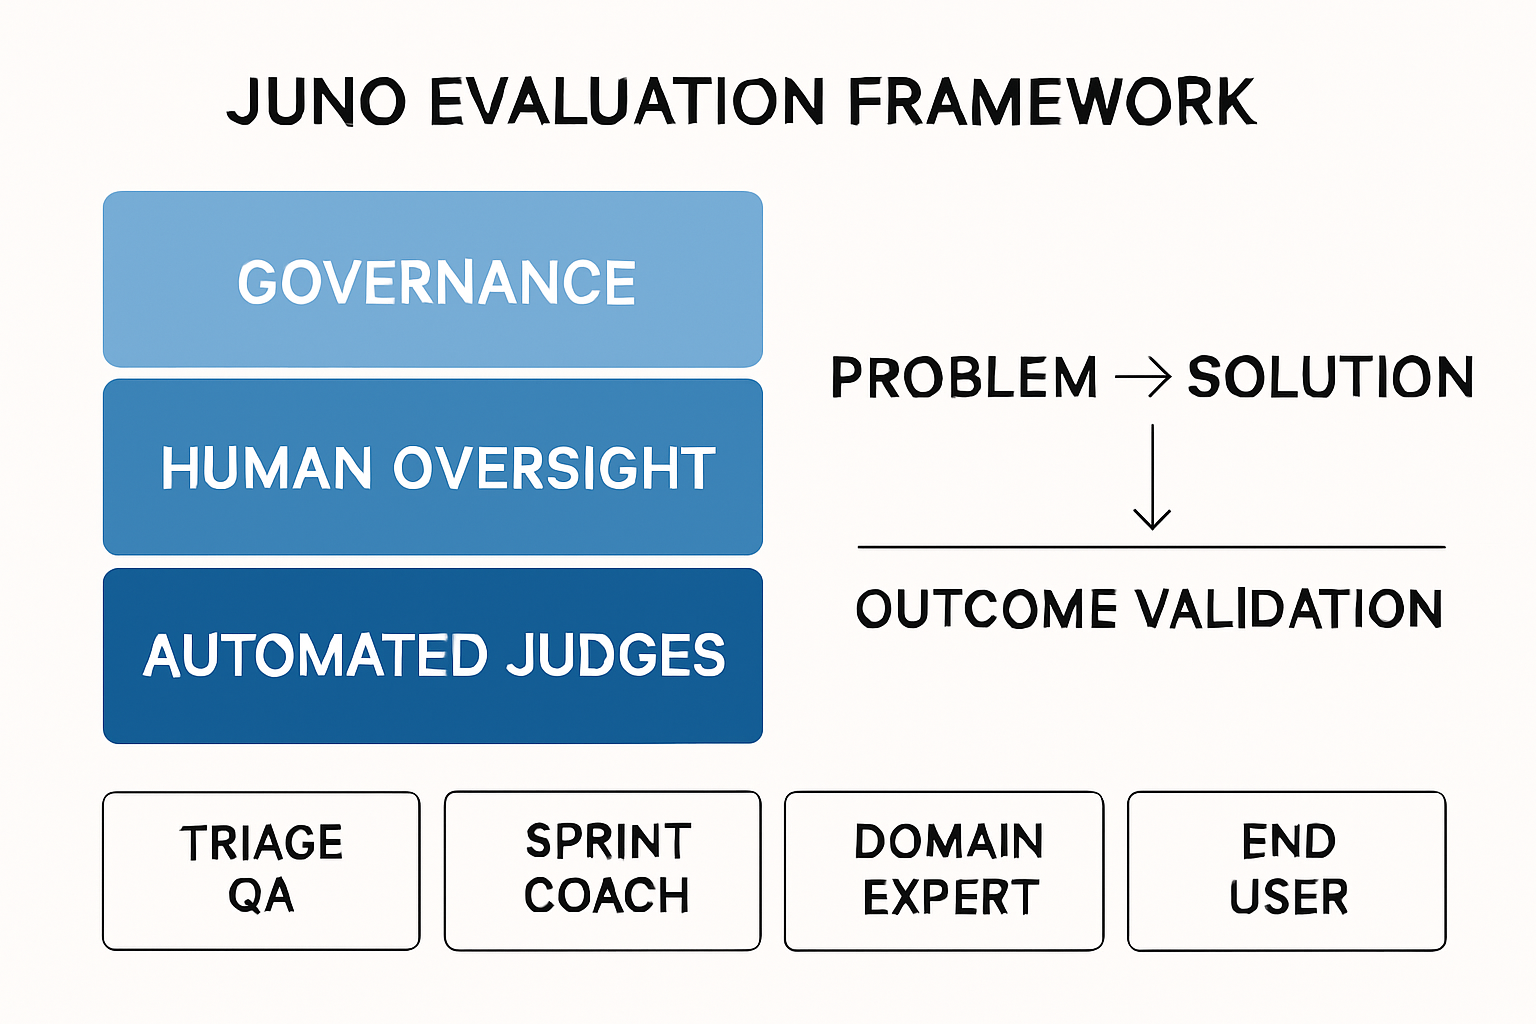 JUNO EVALUATION FRAMEWORK
GOVERNANCE
HUMAN OVERSIGHT
AUTOMATED JUDGES
PROBLEM → SOLUTION
OUTCOME VALIDATION
TRIAGE
QA
SPRINT
COACH
DOMAIN
EXPERT
END
USER